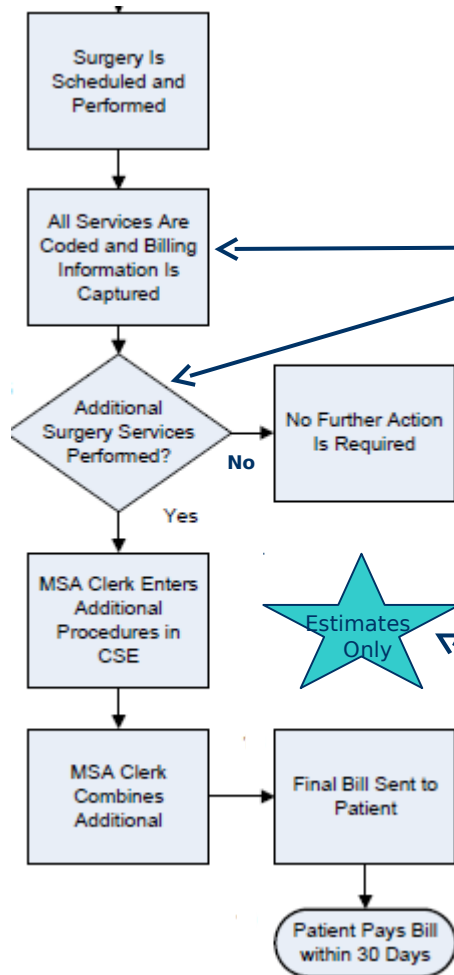 Surgery Is
Scheduled and
Performed
All Services Are
Coded and Billing
Information Is
Captured
Additional
Surgery Services
Performed?
No
No Further Action
Is Required
Yes
MSA Clerk Enters
Additional
Procedures in
CSE
Estimates
Only
MSA Clerk
Combines
Additional
Final Bill Sent to
Patient
Patient Pays Bill
within 30 Days